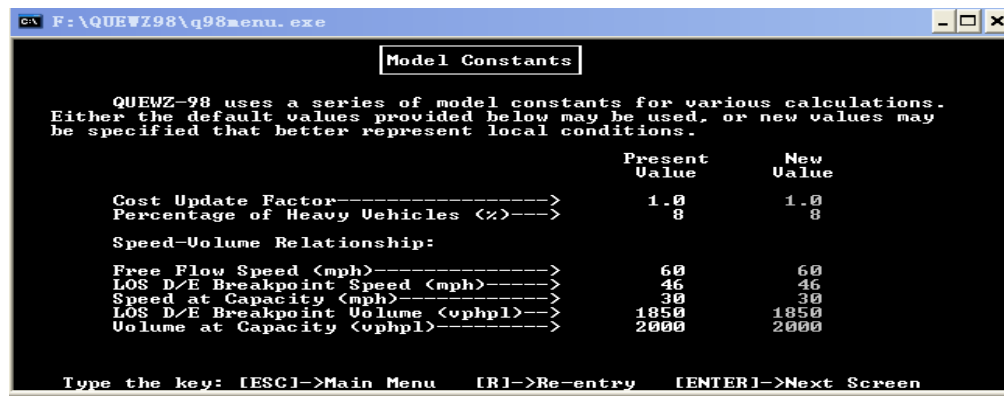 F:\QUEWZ98\q98menu.exe
Model Constants
QUEWZ-98 uses a series of model constants for various calculations.
Either the default values provided below may be used, or new values may
be specified that better represent local conditions.
Present New
Value Value
Cost Update Factor------------------> 1.0 1.0
Percentage of Heavy Vehicles (%)---> 8 8
Speed-Volume Relationship:
Free Flow Speed (mph)--------------> 60 60
LOS D/E Breakpoint Speed (mph)-----> 46 46
Speed at Capacity (mph)------------> 30 30
LOS D/E Breakpoint Volume (vphpl)--> 1850 1850
Volume at Capacity (vphpl)---------> 2000 2000
Type the key: [ESC]->Main Menu [R]->Re-entry [ENTER]->Next Screen